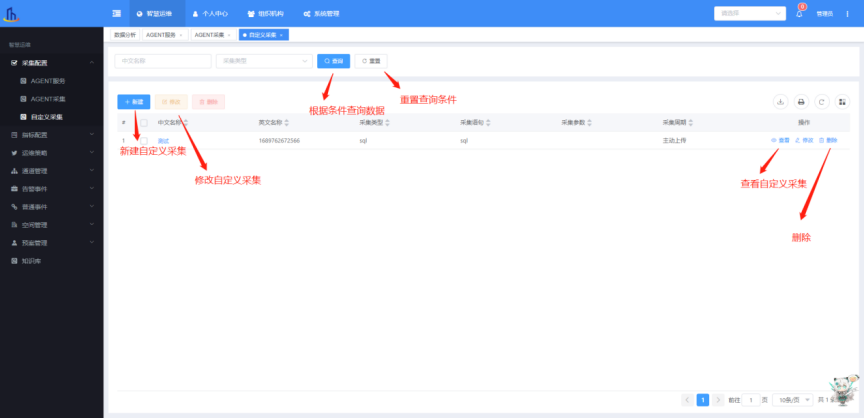 智慧运维 个人中心 组织机构 系统管理 请选择 8 管理员
智慧运维
数据分析 AGENT服务 × AGENT采集 × 自定义采集 ×
采集配置
AGENT服务
AGENT采集
自定义采集
指标配置
运维策略
通道管理
告警事件
普通事件
空间管理
预案管理
知识库
中文名称 采集类型 查询 重置
根据条件查询数据
重置查询条件
+ 新建 修改 删除
# 中文名称 英文名称 采集类型 采集语句 采集参数 采集周期 操作
1 测试 1689762672566 sql sql 主动上传 查看 修改 删除
新建自定义采集
修改自定义采集
查看自定义采集
删除
1 前往 1 页 10条/页 共 1